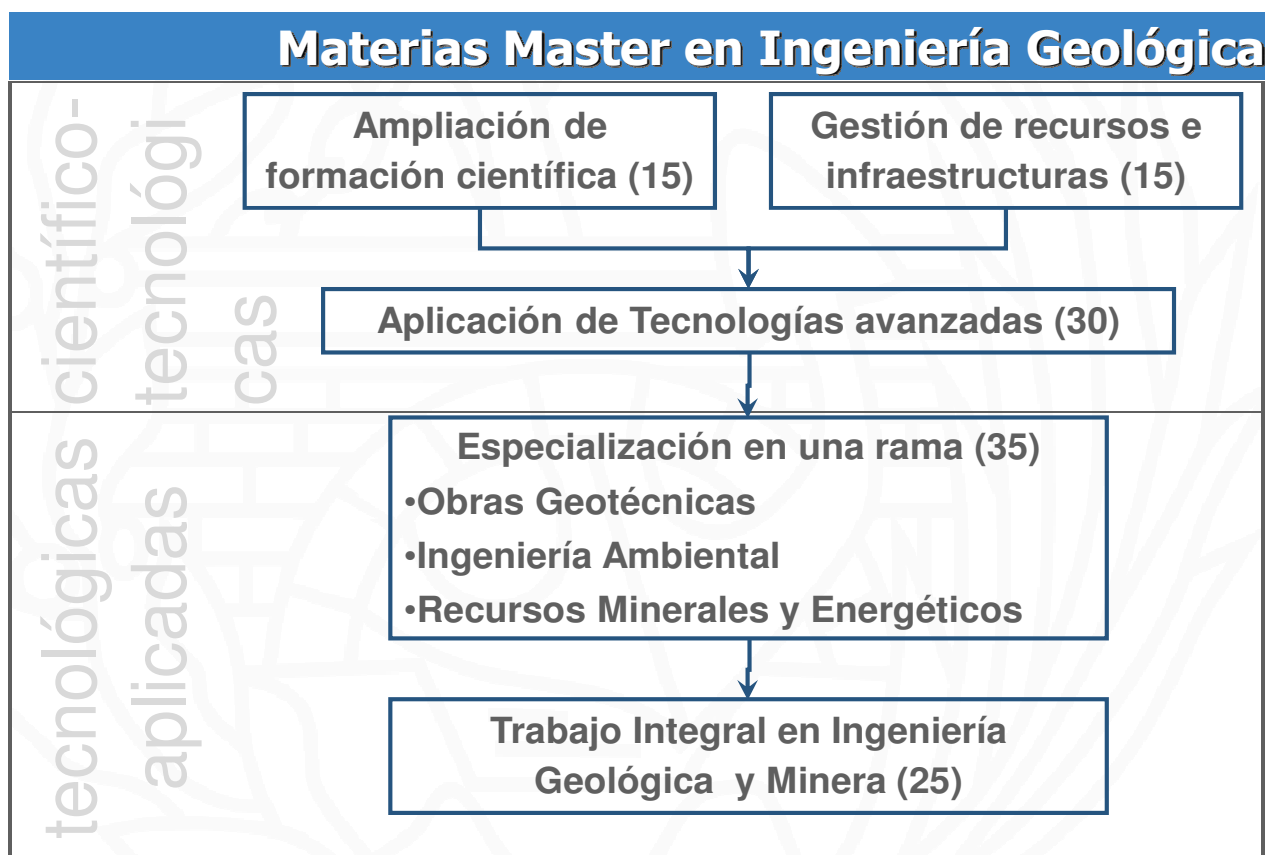 Materias Master en Ingeniería Geológica
científico-
tecnológi
cas
Ampliación de
formación científica (15)
Gestión de recursos e
infraestructuras (15)
Aplicación de Tecnologías avanzadas (30)
tecnológicas
aplicadas
Especialización en una rama (35)
•Obras Geotécnicas
•Ingeniería Ambiental
•Recursos Minerales y Energéticos
Trabajo Integral en Ingeniería
Geológica y Minera (25)